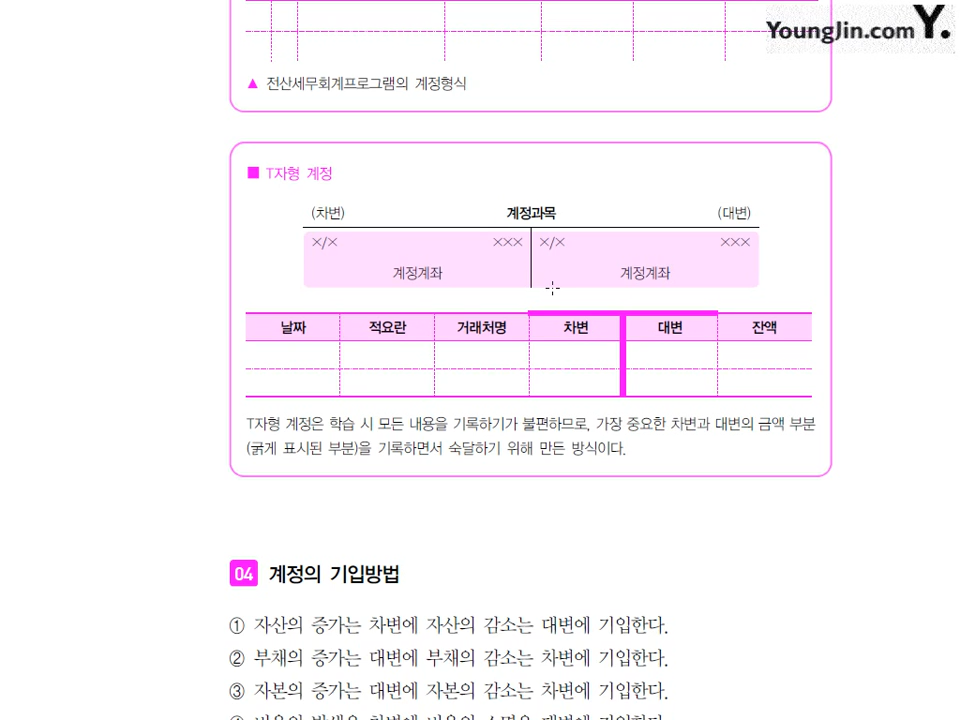 YoungJin.com Y.
▲ 전산세무회계프로그램의 계정형식
■ T자형 계정
(차변) 계정과목 (대변)
×/× ××× ×/× ×××
계정계좌 계정계좌
날짜 적요란 거래처명 차변 대변 잔액
T자형 계정은 학습 시 모든 내용을 기록하기가 불편하므로, 가장 중요한 차변과 대변의 금액 부분
(굵게 표시된 부분)을 기록하면서 숙달하기 위해 만든 방식이다.
04 계정의 기입방법
① 자산의 증가는 차변에 자산의 감소는 대변에 기입한다.
② 부채의 증가는 대변에 부채의 감소는 차변에 기입한다.
③ 자본의 증가는 대변에 자본의 감소는 차변에 기입한다.